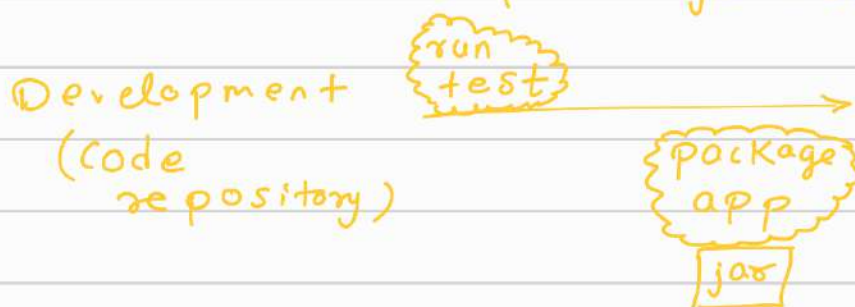 run
test
Development
(Code
repository)
package
app
jar